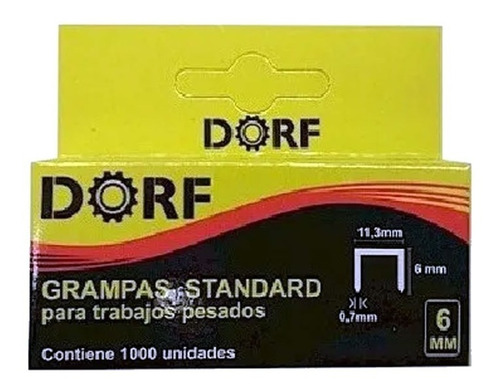 DORF
DORF
11,3mm
6 mm
GRAMPAS STANDARD
para trabajos pesados
0,7mm
6
MM
Contiene 1000 unidades